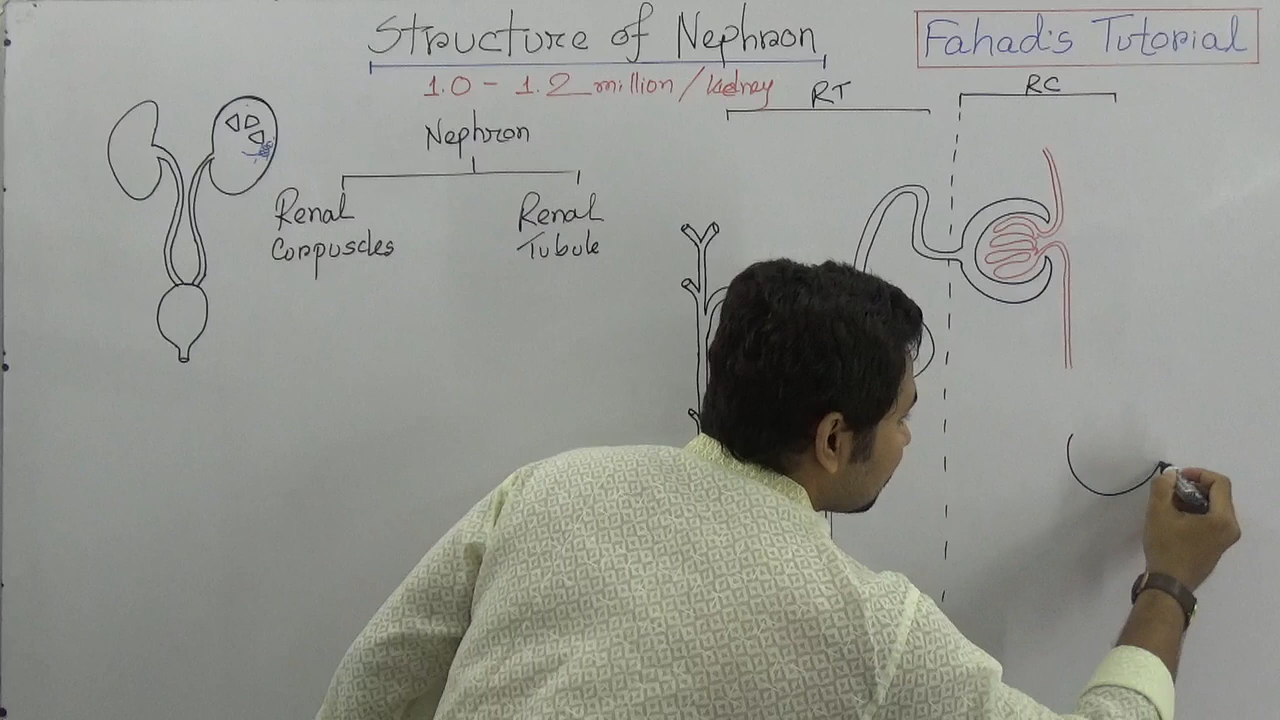 Structure of Nephron
Fahad's Tutorial
1.0 - 1.2 million / kidney
RT
RC
Nephron
Renal
Corpuscles
Renal
Tubule